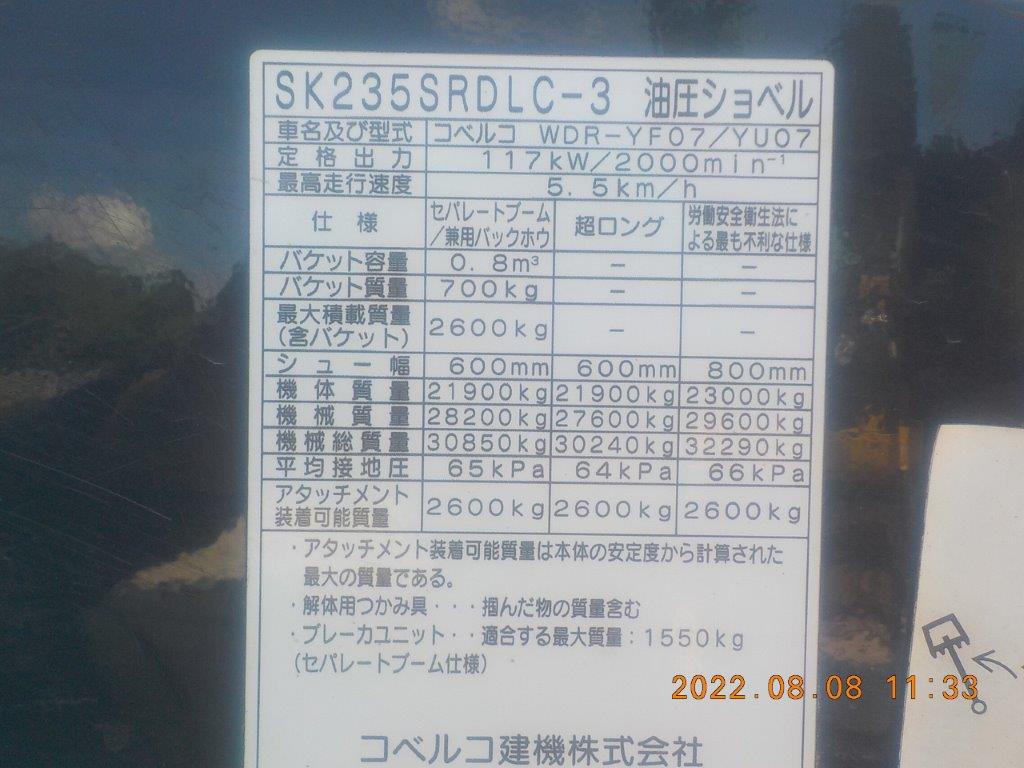 SK235SRDLC-3 油圧ショベル
車名及び型式 コベルコ WDR-YF07/YU07
定格出力 117kW/2000min⁻¹
最高走行速度 5.5km/h
仕様 セパレートブーム/兼用バックホウ 超ロング 労働安全衛生法による最も不利な仕様
バケット容量 0.8m³ − −
バケット質量 700kg − −
最大積載質量(含バケット) 2600kg − −
シュー幅 600mm 600mm 800mm
機体質量 21900kg 21900kg 23000kg
機械質量 28200kg 27600kg 29600kg
機械総質量 30850kg 30240kg 32290kg
平均接地圧 65kPa 64kPa 66kPa
アタッチメント装着可能質量 2600kg 2600kg 2600kg
・アタッチメント装着可能質量は本体の安定度から計算された
最大の質量である。
・解体用つかみ具・・・掴んだ物の質量含む
・ブレーカユニット・・適合する最大質量：1550kg
(セパレートブーム仕様)
コベルコ建機株式会社
2022.08.08 11:33